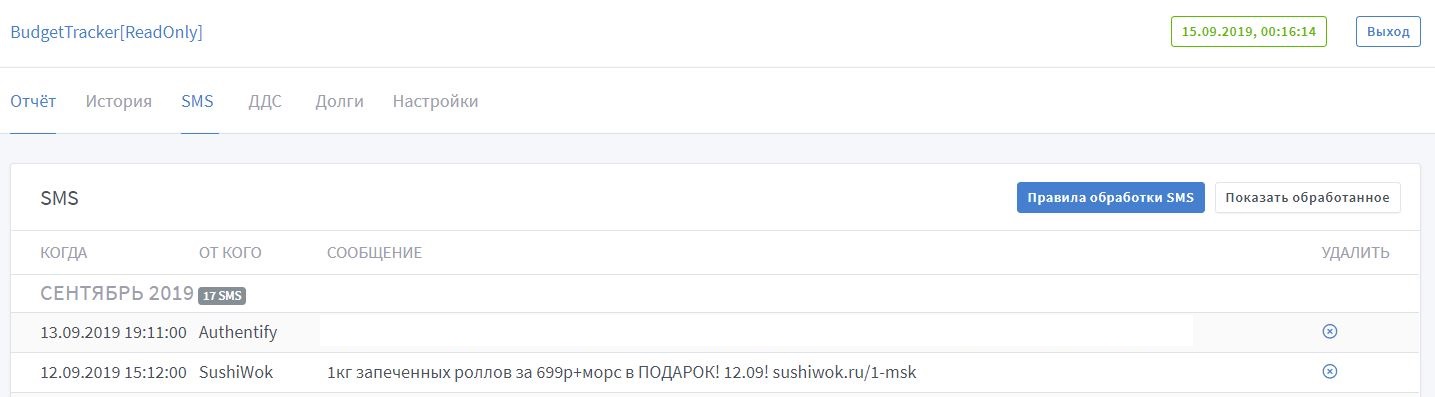 BudgetTracker[ReadOnly] 15.09.2019, 00:16:14 Выход
Отчёт История SMS ДДС Долги Настройки
SMS Правила обработки SMS Показать обработанное
КОГДА ОТ КОГО СООБЩЕНИЕ УДАЛИТЬ
СЕНТЯБРЬ 2019 17 SMS
13.09.2019 19:11:00 Authentify
12.09.2019 15:12:00 SushiWok 1кг запеченных роллов за 699р+морс в ПОДАРОК! 12.09! sushiwok.ru/1-msk